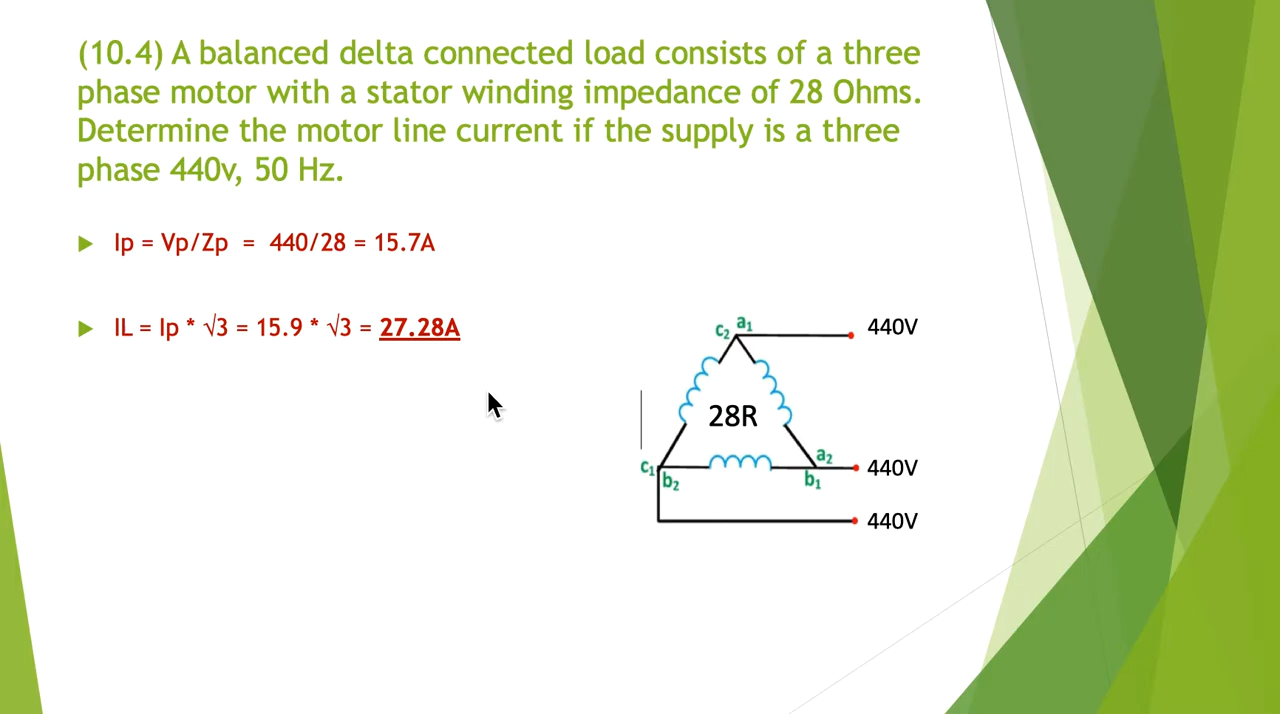 (10.4) A balanced delta connected load consists of a three
phase motor with a stator winding impedance of 28 Ohms.
Determine the motor line current if the supply is a three
phase 440v, 50 Hz.
Ip = Vp/Zp = 440/28 = 15.7A
IL = Ip * √3 = 15.9 * √3 = 27.28A
c₂ a₁ 440V
28R
c₁ a₂ 440V
b₂ b₁
440V